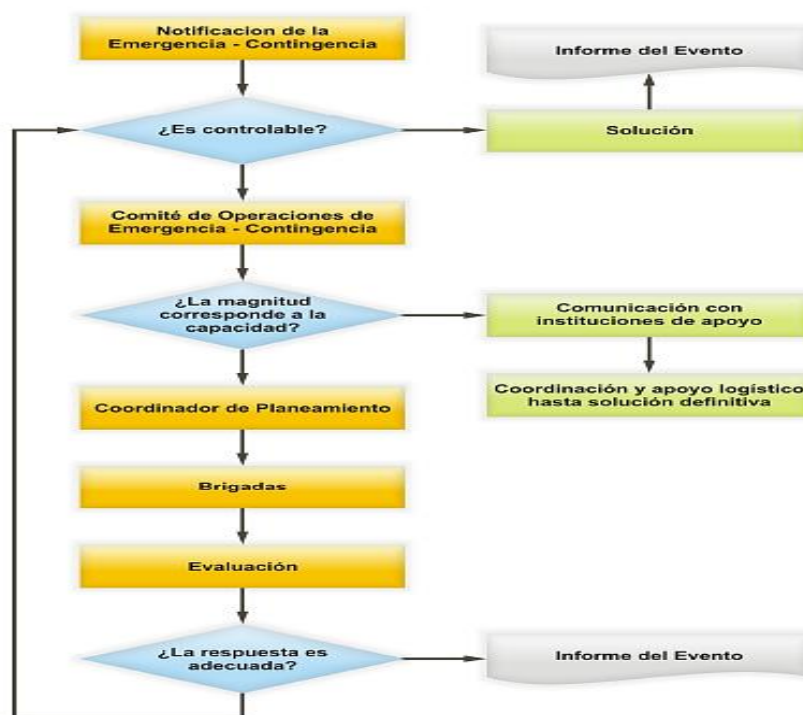 Notificacion de la
Emergencia - Contingencia
Informe del Evento
¿Es controlable?
Solución
Comité de Operaciones de
Emergencia - Contingencia
¿La magnitud
corresponde a la
capacidad?
Comunicación con
instituciones de apoyo
Coordinador de Planeamiento
Coordinación y apoyo logístico
hasta solución definitiva
Brigadas
Evaluación
¿La respuesta es
adecuada?
Informe del Evento